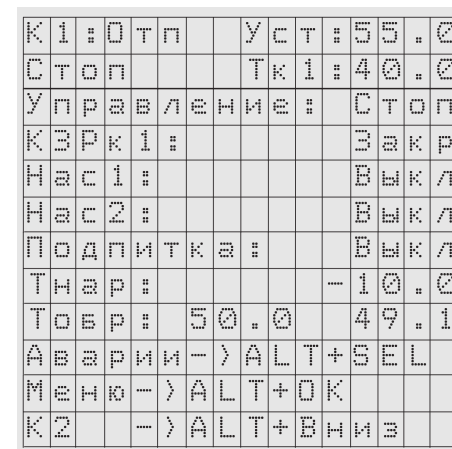 К1:Отп Уст:55.0
Стоп Тк1:40.0
Управление: Стоп
КЗРк1: Закр
Нас1: Выкл
Нас2: Выкл
Подпитка: Выкл
Тнар: -10.0
Тобр: 50.0 49.1
Аварии->ALT+SEL
Меню->ALT+OK
К2 ->ALT+Вниз